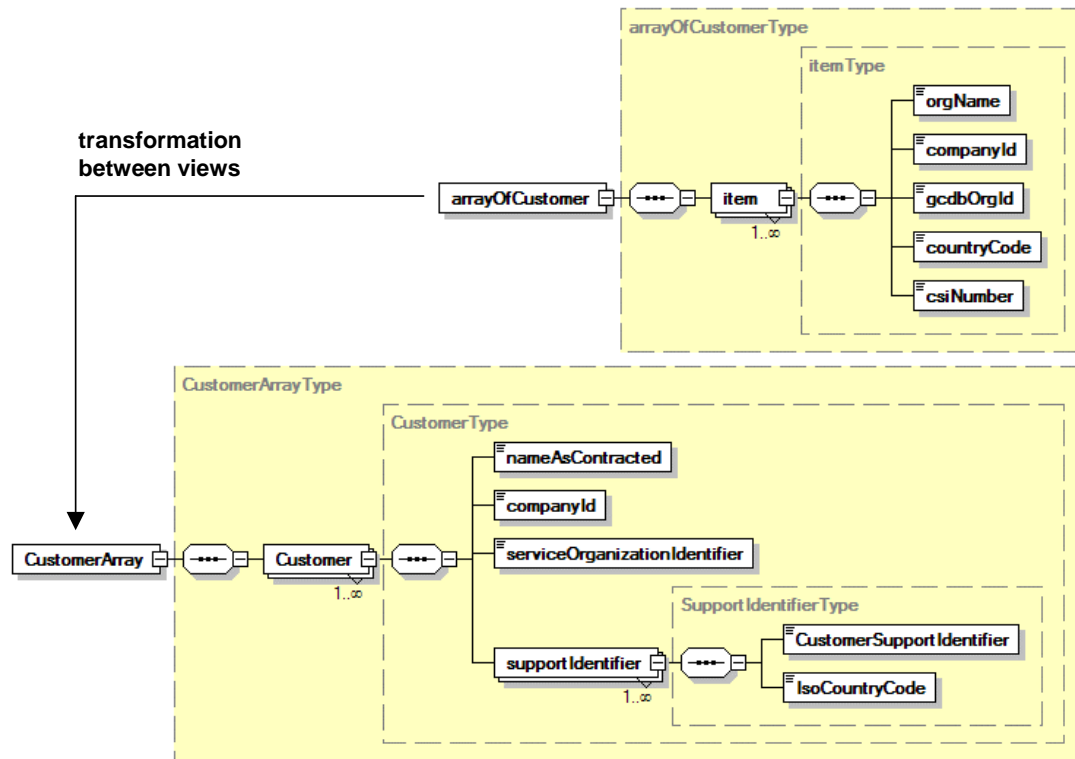 arrayOfCustomerType
itemType
orgName
transformation
between views
companyId
arrayOfCustomer
item
gcdbOrgId
1..∞
countryCode
csiNumber
CustomerArrayType
CustomerType
nameAsContracted
companyId
CustomerArray
Customer
serviceOrganizationIdentifier
1..∞
SupportIdentifierType
CustomerSupportIdentifier
supportIdentifier
IsoCountryCode
1..∞